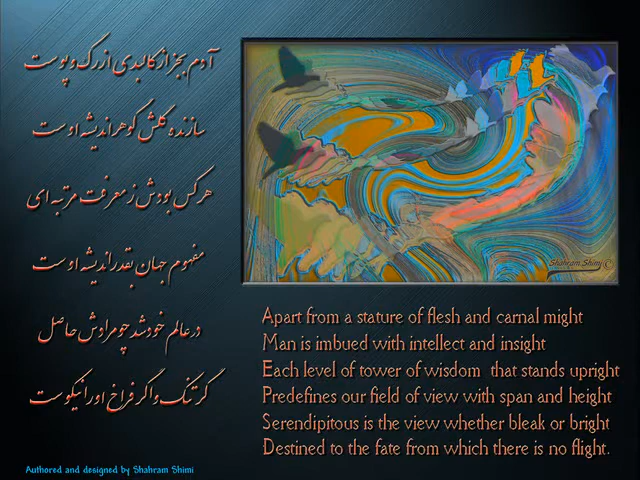 آدم بجز از کالبدی از رگ و پوست
سازنده گلش گوهر اندیشه اوست
هر کس بودش ز معرفت مرتبه ای
مفهوم جهان بقدر اندیشه اوست
در عالم خود شد چو مرادش حاصل
گر تنگ و اگر فراخ او را نیکوست
Shahram Shimi ©
Apart from a stature of flesh and carnal might
Man is imbued with intellect and insight
Each level of tower of wisdom that stands upright
Predefines our field of view with span and height
Serendipitous is the view whether bleak or bright
Destined to the fate from which there is no flight.
Authored and designed by Shahram Shimi